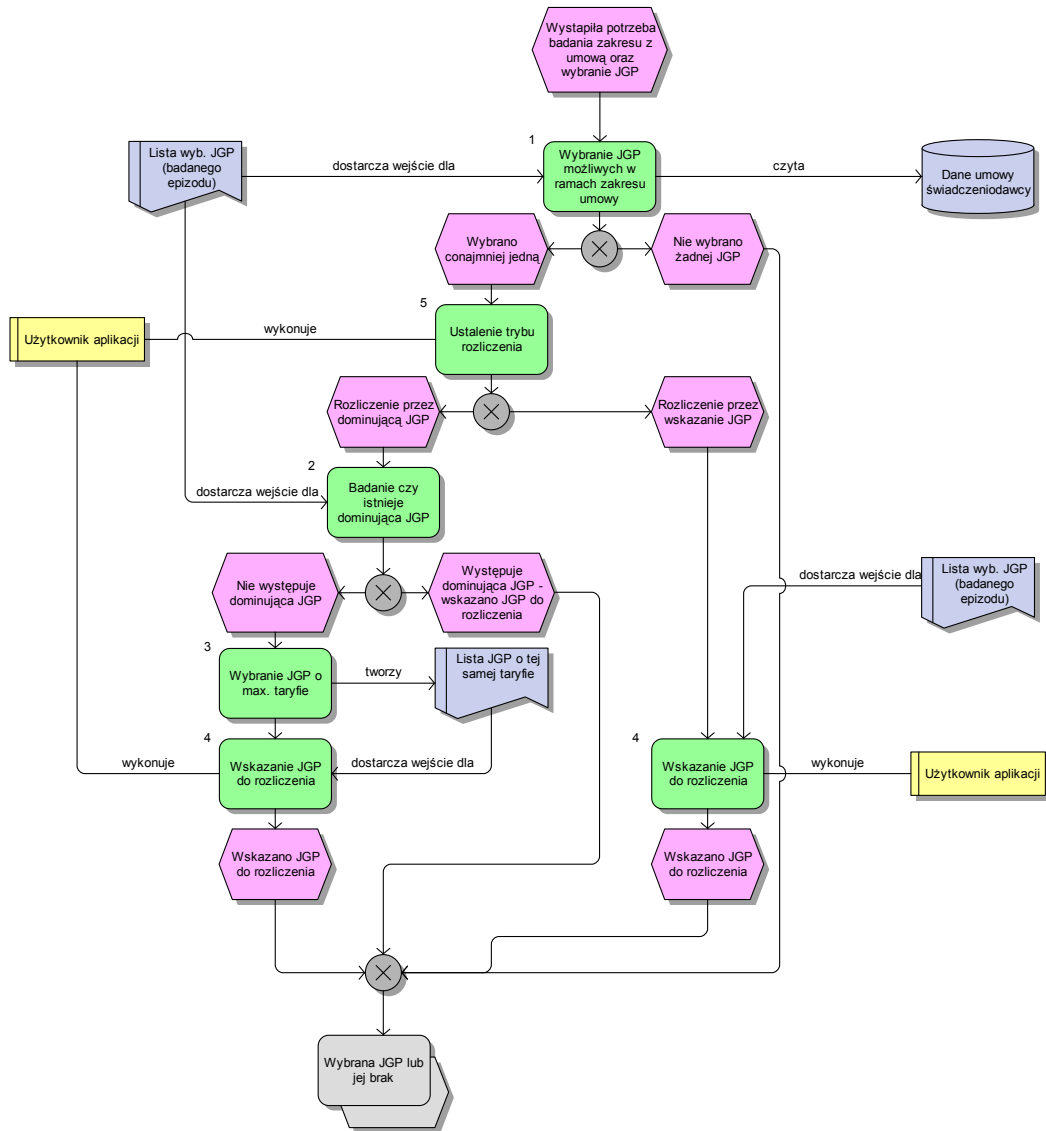 Wystapiła potrzeba
badania zakresu z
umową oraz
wybranie JGP
1
Lista wyb. JGP
(badanego
epizodu)
dostarcza wejście dla
Wybranie JGP
możliwych w
ramach zakresu
umowy
czyta
Dane umowy
świadczeniodawcy
Wybrano
conajmniej jedną
Nie wybrano
żadnej JGP
5
Użytkownik aplikacji
wykonuje
Ustalenie trybu
rozliczenia
Rozliczenie przez
dominującą JGP
Rozliczenie przez
wskazanie JGP
2
dostarcza wejście dla
Badanie czy
istnieje
dominująca JGP
Nie występuje
dominująca JGP
Występuje
dominująca JGP -
wskazano JGP do
rozliczenia
dostarcza wejście dla
Lista wyb. JGP
(badanego
epizodu)
3
Wybranie JGP o
max. taryfie
tworzy
Lista JGP o tej
samej taryfie
4
wykonuje
Wskazanie JGP
do rozliczenia
dostarcza wejście dla
4
Wskazanie JGP
do rozliczenia
wykonuje
Użytkownik aplikacji
Wskazano JGP
do rozliczenia
Wskazano JGP
do rozliczenia
Wybrana JGP lub
jej brak